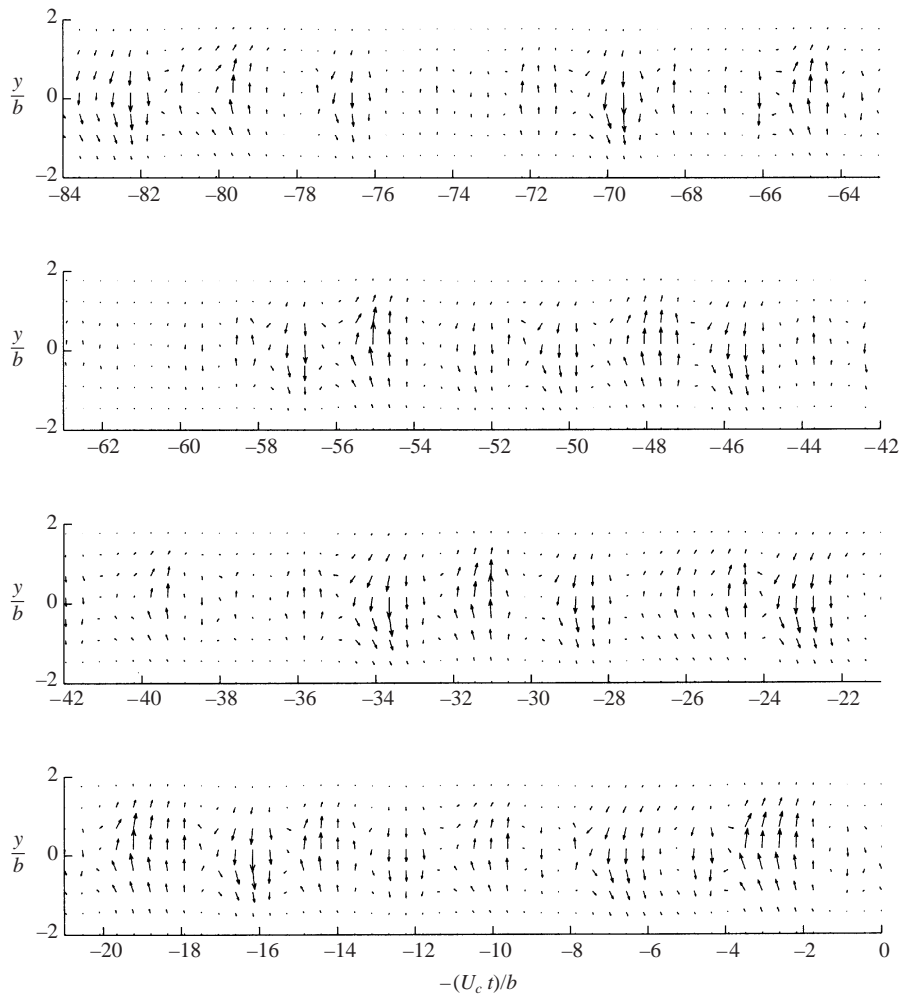 2
y/b
0
–2
–84 –82 –80 –78 –76 –74 –72 –70 –68 –66 –64
2
y/b
0
–2
–62 –60 –58 –56 –54 –52 –50 –48 –46 –44 –42
2
y/b
0
–2
–42 –40 –38 –36 –34 –32 –30 –28 –26 –24 –22
2
y/b
0
–2
–20 –18 –16 –14 –12 –10 –8 –6 –4 –2 0
–(U_c t)/b